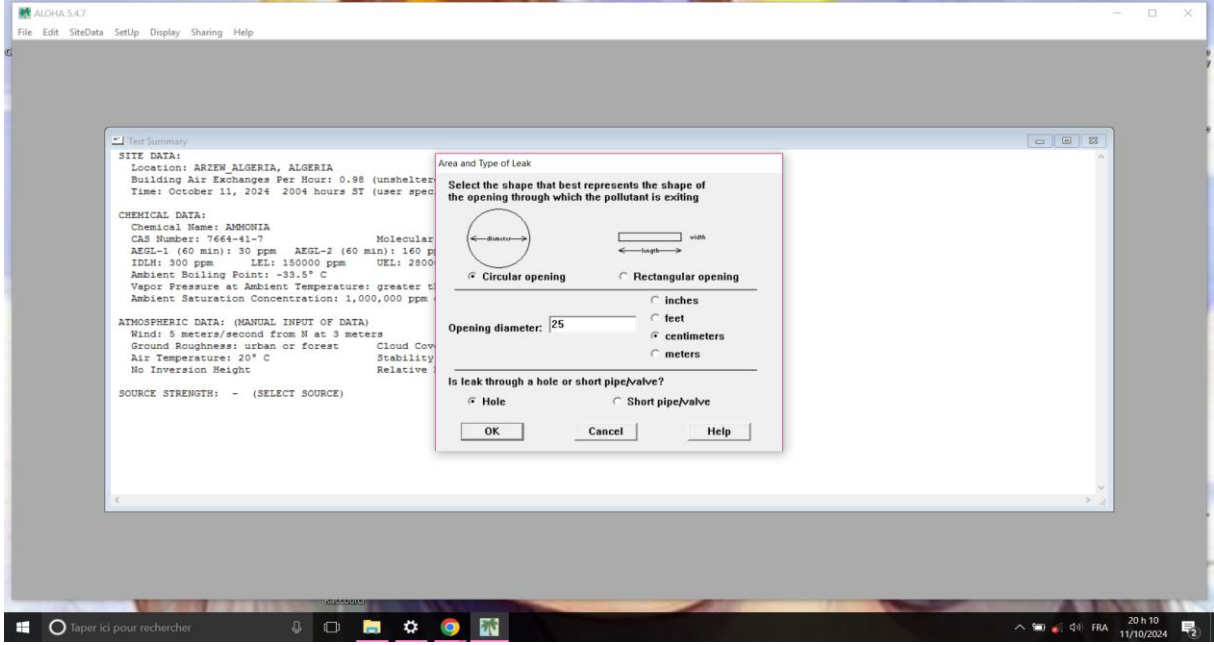 ALOHA 5.4.7
File Edit SiteData SetUp Display Sharing Help
Text Summary
SITE DATA:
Location: ARZEW_ALGERIA, ALGERIA
Building Air Exchanges Per Hour: 0.98 (unshelter
Time: October 11, 2024 2004 hours ST (user spec
CHEMICAL DATA:
Chemical Name: AMMONIA
CAS Number: 7664-41-7 Molecular
AEGL-1 (60 min): 30 ppm AEGL-2 (60 min): 160 p
IDLH: 300 ppm LEL: 150000 ppm UEL: 2800
Ambient Boiling Point: -33.5° C
Vapor Pressure at Ambient Temperature: greater t
Ambient Saturation Concentration: 1,000,000 ppm
ATMOSPHERIC DATA: (MANUAL INPUT OF DATA)
Wind: 5 meters/second from N at 3 meters
Ground Roughness: urban or forest Cloud Cov
Air Temperature: 20° C Stability
No Inversion Height Relative
SOURCE STRENGTH: - (SELECT SOURCE)
Area and Type of Leak
Select the shape that best represents the shape of
the opening through which the pollutant is exiting
diameter
width
length
Circular opening Rectangular opening
inches
feet
Opening diameter: 25
centimeters
meters
Is leak through a hole or short pipe/valve?
Hole Short pipe/valve
OK Cancel Help
Taper ici pour rechercher
FRA
20 h 10
11/10/2024
2